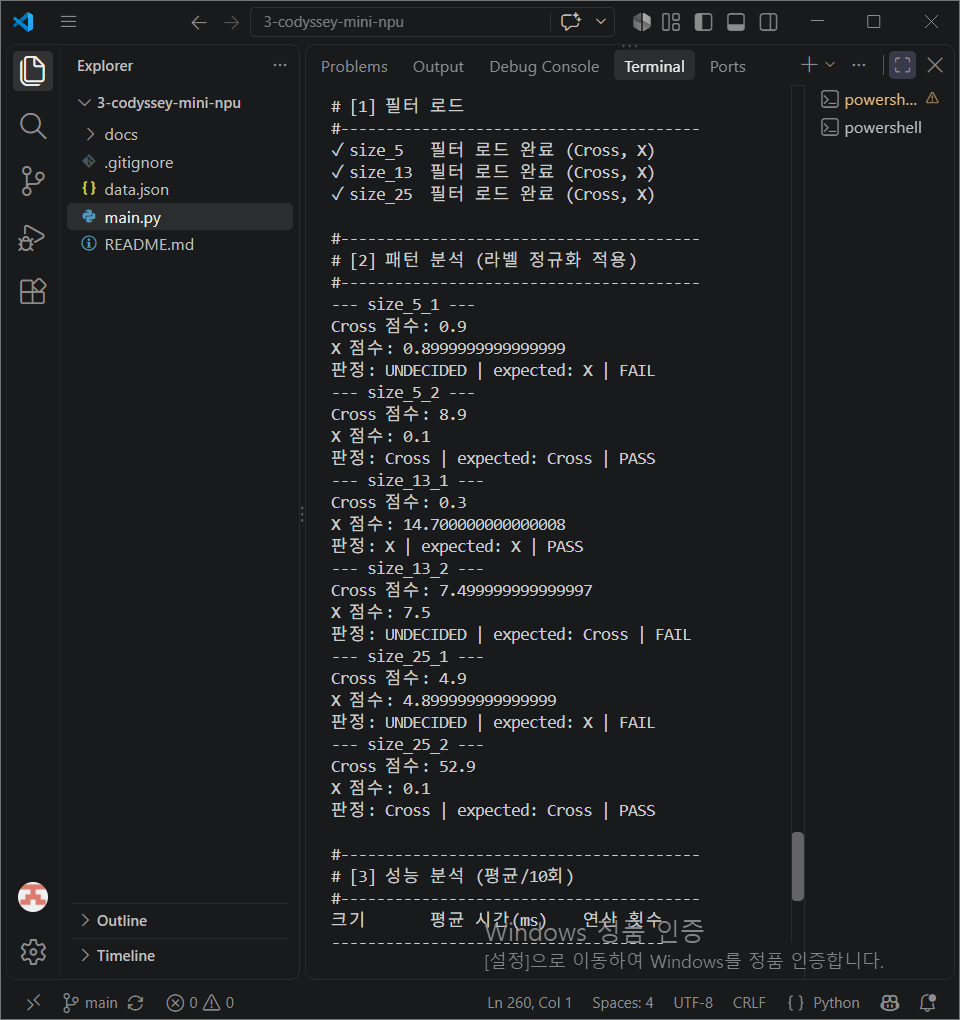 3-codyssey-mini-npu
Explorer
3-codyssey-mini-npu
docs
.gitignore
data.json
main.py
README.md
Outline
Timeline
Problems Output Debug Console Terminal Ports
powersh...
powershell
# [1] 필터 로드
#----------------------------------------
✓ size_5 필터 로드 완료 (Cross, X)
✓ size_13 필터 로드 완료 (Cross, X)
✓ size_25 필터 로드 완료 (Cross, X)
#----------------------------------------
# [2] 패턴 분석 (라벨 정규화 적용)
#----------------------------------------
--- size_5_1 ---
Cross 점수: 0.9
X 점수: 0.8999999999999999
판정: UNDECIDED | expected: X | FAIL
--- size_5_2 ---
Cross 점수: 8.9
X 점수: 0.1
판정: Cross | expected: Cross | PASS
--- size_13_1 ---
Cross 점수: 0.3
X 점수: 14.700000000000008
판정: X | expected: X | PASS
--- size_13_2 ---
Cross 점수: 7.499999999999997
X 점수: 7.5
판정: UNDECIDED | expected: Cross | FAIL
--- size_25_1 ---
Cross 점수: 4.9
X 점수: 4.899999999999999
판정: UNDECIDED | expected: X | FAIL
--- size_25_2 ---
Cross 점수: 52.9
X 점수: 0.1
판정: Cross | expected: Cross | PASS
#----------------------------------------
# [3] 성능 분석 (평균/10회)
#----------------------------------------
크기 평균 시간(ms) 연산 횟수
-------------------------------------
Windows 정품 인증
[설정]으로 이동하여 Windows를 정품 인증합니다.
main 0 0 Ln 260, Col 1 Spaces: 4 UTF-8 CRLF {} Python